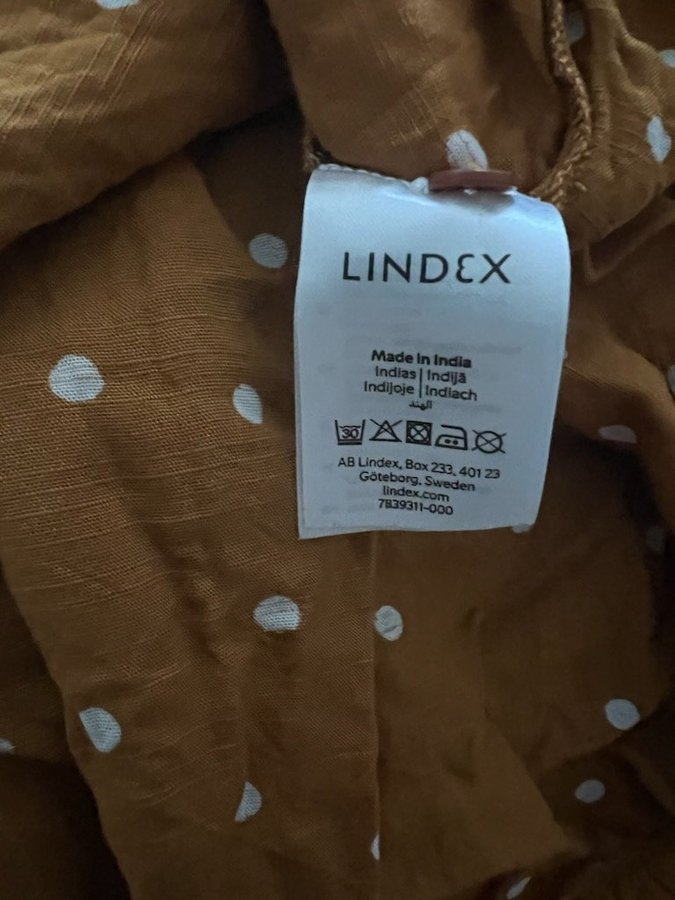 LINDEX
Made in India
Indias | Indijā
Indijoje | Indiach
الهند
30
AB Lindex, Box 233, 401 23
Göteborg, Sweden
lindex.com
7839311-000